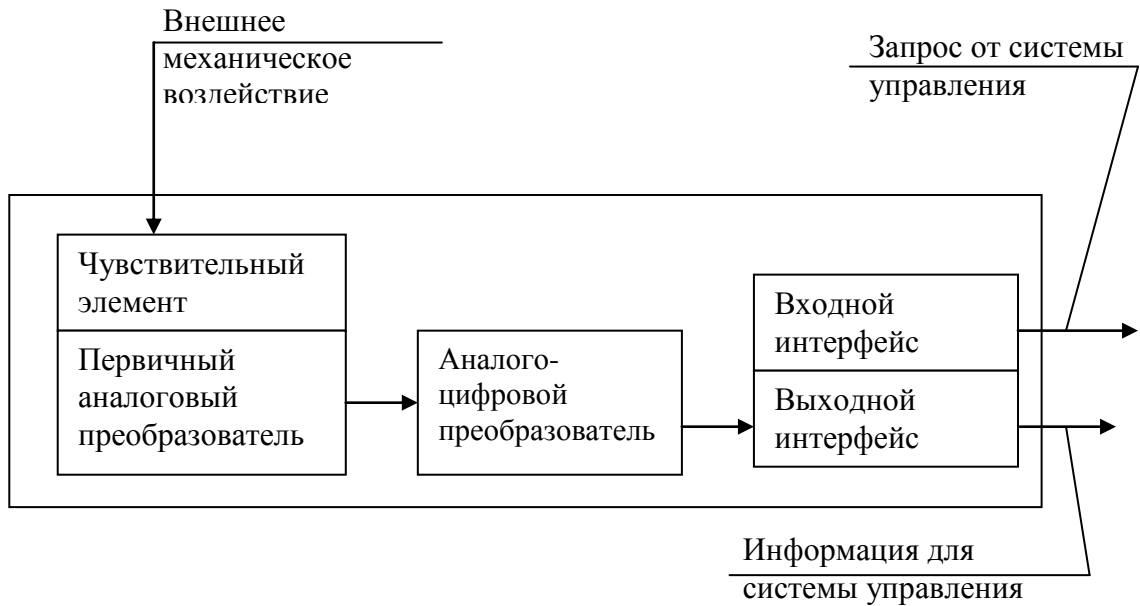 Внешнее
механическое
воздействие
Запрос от системы
управления
Чувствительный
элемент
Первичный
аналоговый
преобразователь
Аналого-
цифровой
преобразователь
Входной
интерфейс
Выходной
интерфейс
Информация для
системы управления